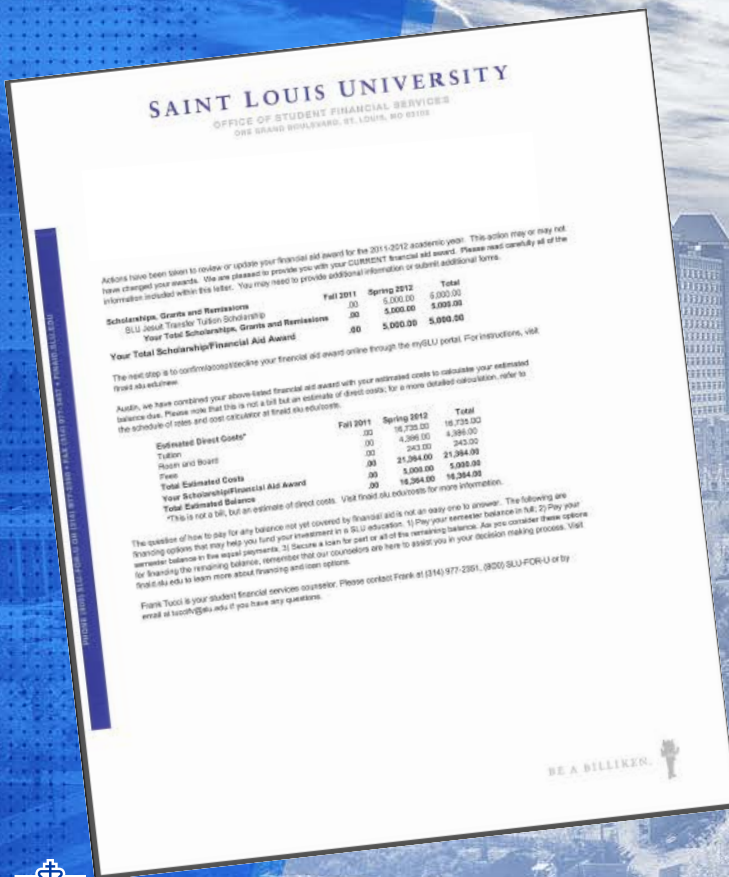 SAINT LOUIS UNIVERSITY
OFFICE OF STUDENT FINANCIAL SERVICES
ONE GRAND BOULEVARD, ST. LOUIS, MO 63103
Actions have been taken to review or update your financial aid award for the 2011-2012 academic year. This action may or may not
have changed your awards. We are pleased to provide you with your CURRENT financial aid award. Please read carefully all of the
information included within this letter. You may need to provide additional information or submit additional forms.
Fall 2011 Spring 2012 Total
Scholarships, Grants and Remissions
SLU Jesuit Transfer Tuition Scholarship .00 5,000.00 5,000.00
Your Total Scholarships, Grants and Remissions .00 5,000.00 5,000.00
Your Total Scholarship/Financial Aid Award .00 5,000.00 5,000.00
The next step is to confirm/accept/decline your financial aid award online through the mySLU portal. For instructions, visit
finaid.slu.edu/new.
Austin, we have combined your above-listed financial aid award with your estimated costs to calculate your estimated
balance due. Please note that this is not a bill but an estimate of direct costs; for a more detailed calculation, refer to
the schedule of rates and cost calculator at finaid.slu.edu/costs.
Fall 2011 Spring 2012 Total
Estimated Direct Costs*
Tuition .00 16,735.00 16,735.00
Room and Board .00 4,386.00 4,386.00
Fees .00 243.00 243.00
Total Estimated Costs .00 21,364.00 21,364.00
Your Scholarship/Financial Aid Award .00 5,000.00 5,000.00
Total Estimated Balance .00 16,364.00 16,364.00
*This is not a bill, but an estimate of direct costs. Visit finaid.slu.edu/costs for more information.
The question of how to pay for any balance not yet covered by financial aid is not an easy one to answer. The following are
financing options that may help you fund your investment in a SLU education. 1) Pay your semester balance in full; 2) Pay your
semester balance in five equal payments; 3) Secure a loan for part or all of the remaining balance. As you consider these options
for financing the remaining balance, remember that our counselors are here to assist you in your decision making process. Visit
finaid.slu.edu to learn more about financing and loan options.
Frank Tucci is your student financial services counselor. Please contact Frank at (314) 977-2351, (800) SLU-FOR-U or by
email at tuccifv@slu.edu if you have any questions.
PHONE (800) SLU-FOR-U OR (314) 977-2350 • FAX (314) 977-3437 • FINAID.SLU.EDU
BE A BILLIKEN.